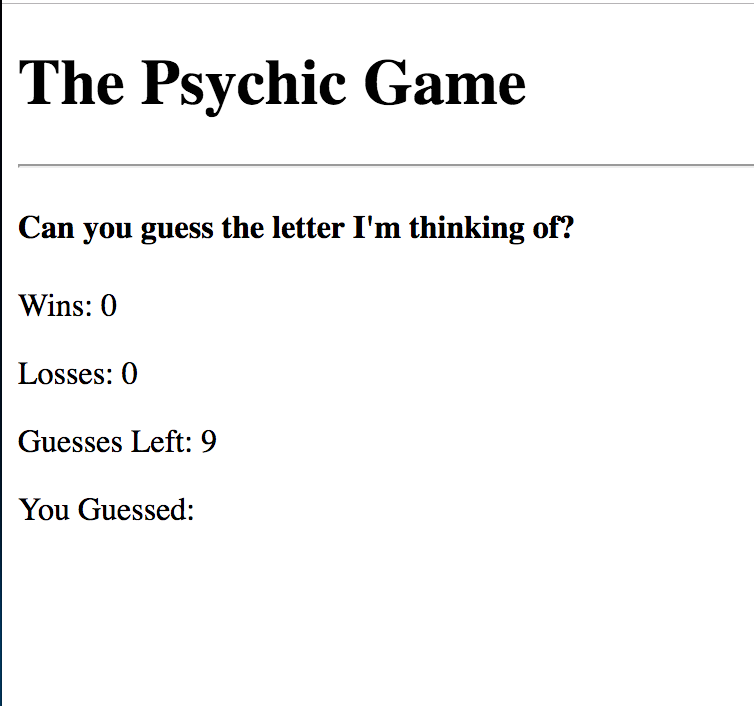 The Psychic Game
Can you guess the letter I'm thinking of?
Wins: 0
Losses: 0
Guesses Left: 9
You Guessed: